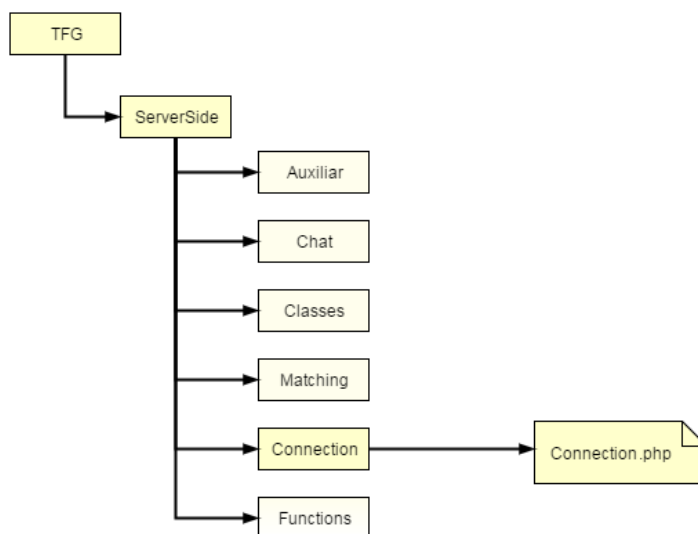 TFG
ServerSide
Auxiliar
Chat
Classes
Matching
Connection
Connection.php
Functions